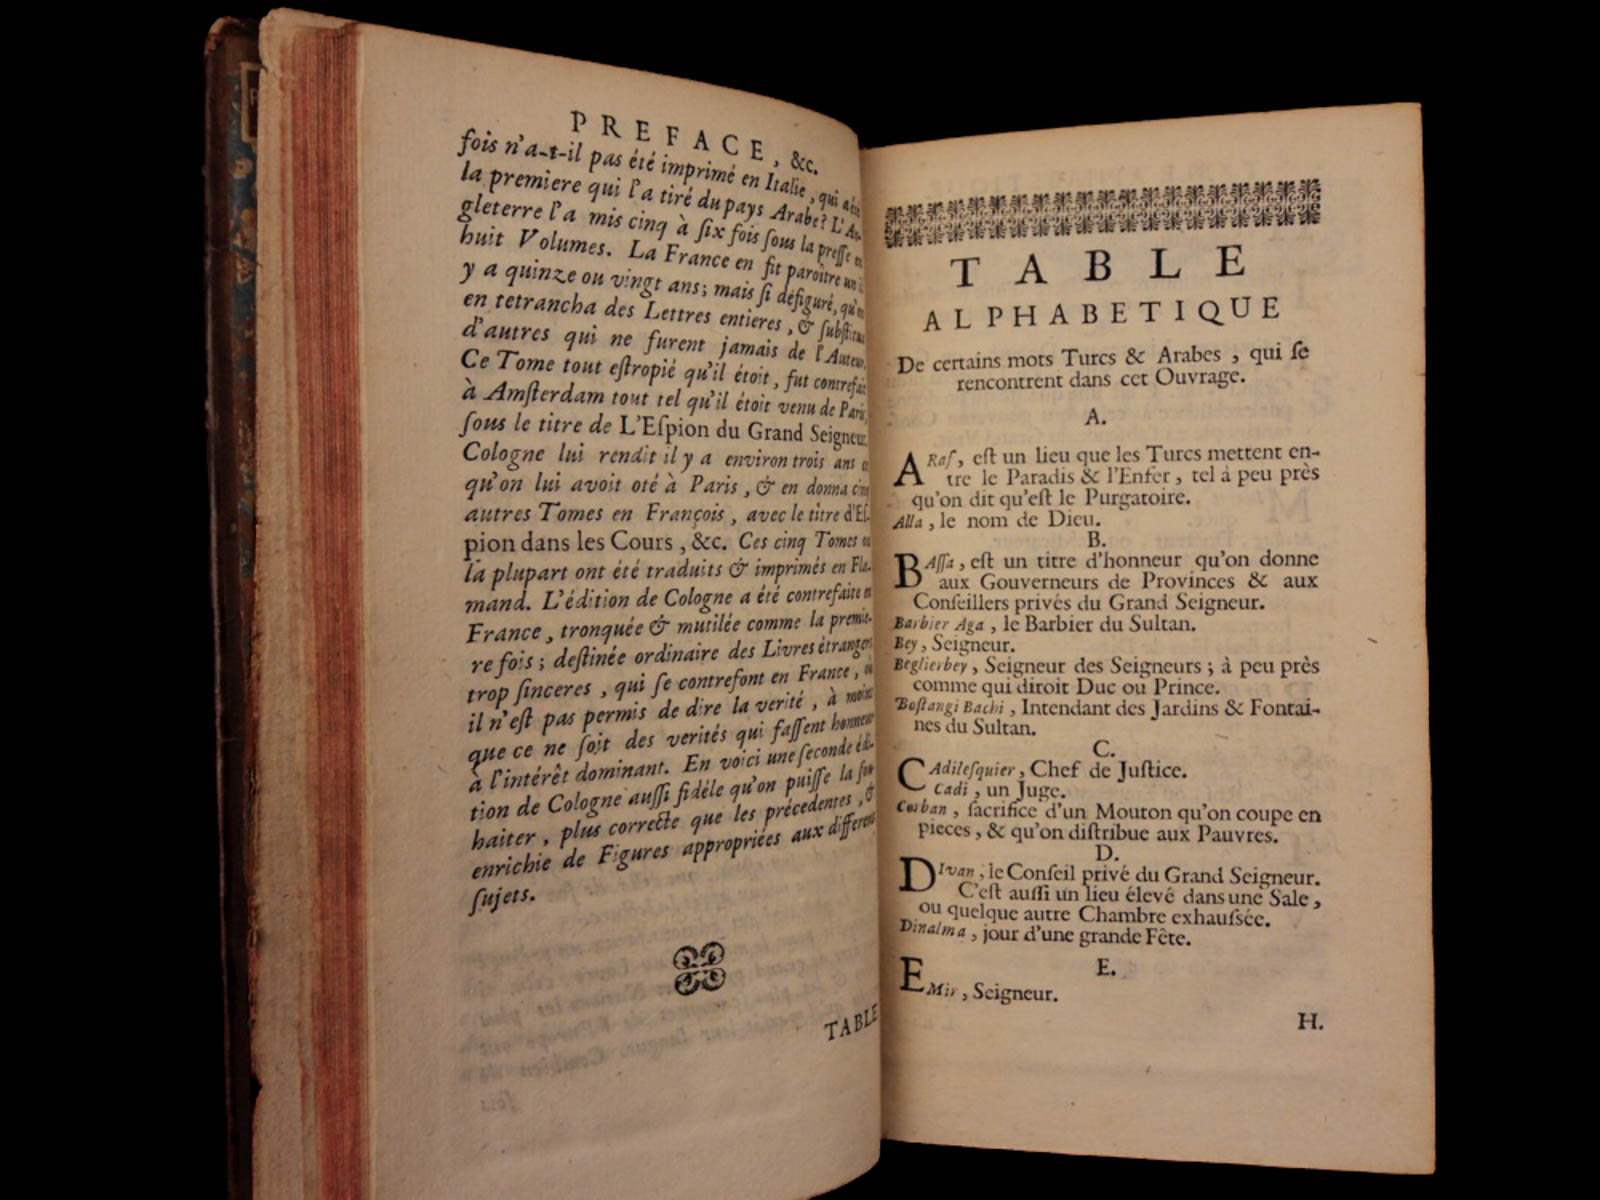 PREFACE, &c.
fois n'a-t-il pas été imprimé en Italie, qui a été
la premiere qui l'a tiré du pays Arabe? L'An-
gleterre l'a mis cinq à ſix fois ſous la preſſe en
huit Volumes. La France en fit paroître un
y a quinze ou vingt ans; mais ſi défiguré, qu'on
en tetrancha des Lettres entieres, & ſubſtitua
d'autres qui ne furent jamais de l'Auteur.
Ce Tome tout eſtropié qu'il étoit, fut contrefait
à Amſterdam tout tel qu'il étoit venu de Paris,
ſous le titre de L'Eſpion du Grand Seigneur.
Cologne lui rendit il y a environ trois ans ce
qu'on lui avoit oté à Paris, & en donna cinq
autres Tomes en François, avec le titre d'Eſ-
pion dans les Cours, &c. Ces cinq Tomes ou
la plupart ont été traduits & imprimés en Fla-
mand. L'édition de Cologne a été contrefaite en
France, tronquée & mutilée comme la premie-
re fois; deſtinée ordinaire des Livres étrangers
trop ſinceres, qui ſe contrefont en France, où
il n'eſt pas permis de dire la verité, à moins
que ce ne ſoit des verités qui faſſent honneur
à l'intérêt dominant. En voici une ſeconde édi-
tion de Cologne auſſi fidéle qu'on puiſſe la ſou-
haiter, plus correcte que les précedentes, &
enrichie de Figures appropriées aux differens
ſujets.
TABLE
TABLE
ALPHABETIQUE
De certains mots Turcs & Arabes, qui ſe
rencontrent dans cet Ouvrage.
A.
ARaf, eſt un lieu que les Turcs mettent en-
tre le Paradis & l'Enfer, tel à peu près
qu'on dit qu'eſt le Purgatoire.
Alla, le nom de Dieu.
B.
BAſſa, eſt un titre d'honneur qu'on donne
aux Gouverneurs de Provinces & aux
Conſeillers privés du Grand Seigneur.
Barbier Aga, le Barbier du Sultan.
Bey, Seigneur.
Beglierbey, Seigneur des Seigneurs; à peu près
comme qui diroit Duc ou Prince.
Boſtangi Bachi, Intendant des Jardins & Fontai-
nes du Sultan.
C.
CAdileſquier, Chef de Juſtice.
Cadi, un Juge.
Corban, ſacrifice d'un Mouton qu'on coupe en
pieces, & qu'on diſtribue aux Pauvres.
D.
DIvan, le Conſeil privé du Grand Seigneur.
C'eſt auſſi un lieu élevé dans une Sale,
ou quelque autre Chambre exhauſsée.
Dinalma, jour d'une grande Fête.
E.
EMir, Seigneur.
H.